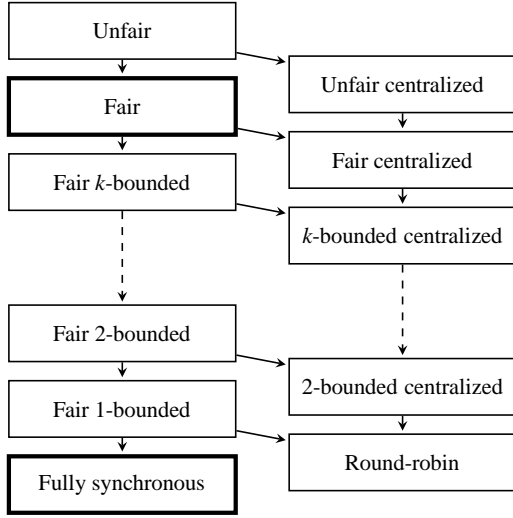 Unfair
Unfair centralized
Fair
Fair centralized
Fair k-bounded
k-bounded centralized
Fair 2-bounded
2-bounded centralized
Fair 1-bounded
Round-robin
Fully synchronous